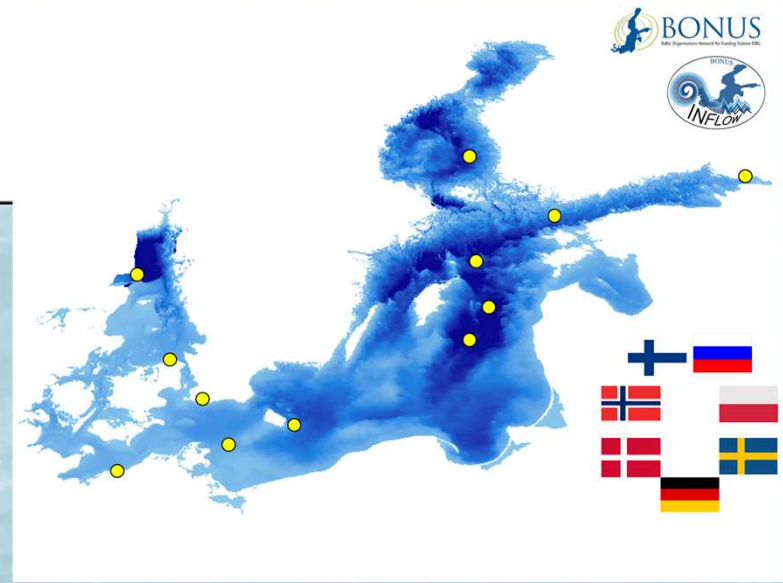 BONUS
Baltic Organisations Network for Funding Science EEIG
BONUS
INFLOW